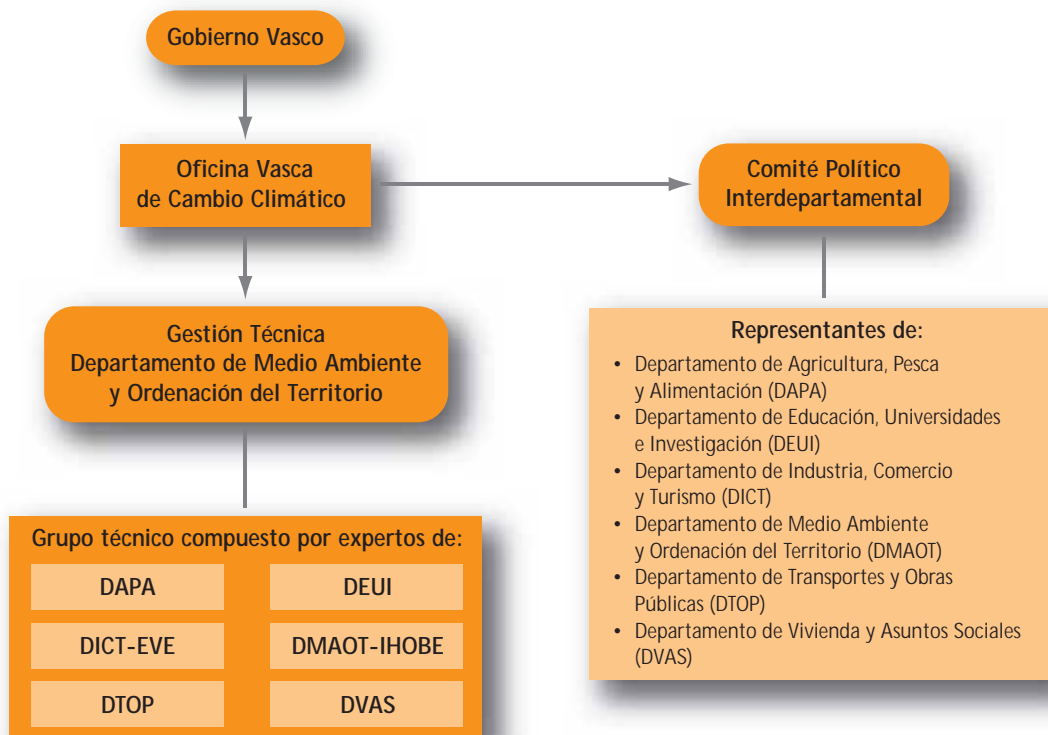 Gobierno Vasco
Oficina Vasca
de Cambio Climático
Comité Político
Interdepartamental
Gestión Técnica
Departamento de Medio Ambiente
y Ordenación del Territorio
Representantes de:
• Departamento de Agricultura, Pesca
y Alimentación (DAPA)
• Departamento de Educación, Universidades
e Investigación (DEUI)
• Departamento de Industria, Comercio
y Turismo (DICT)
• Departamento de Medio Ambiente
y Ordenación del Territorio (DMAOT)
• Departamento de Transportes y Obras
Públicas (DTOP)
• Departamento de Vivienda y Asuntos Sociales
(DVAS)
Grupo técnico compuesto por expertos de:
DAPA
DEUI
DICT-EVE
DMAOT-IHOBE
DTOP
DVAS